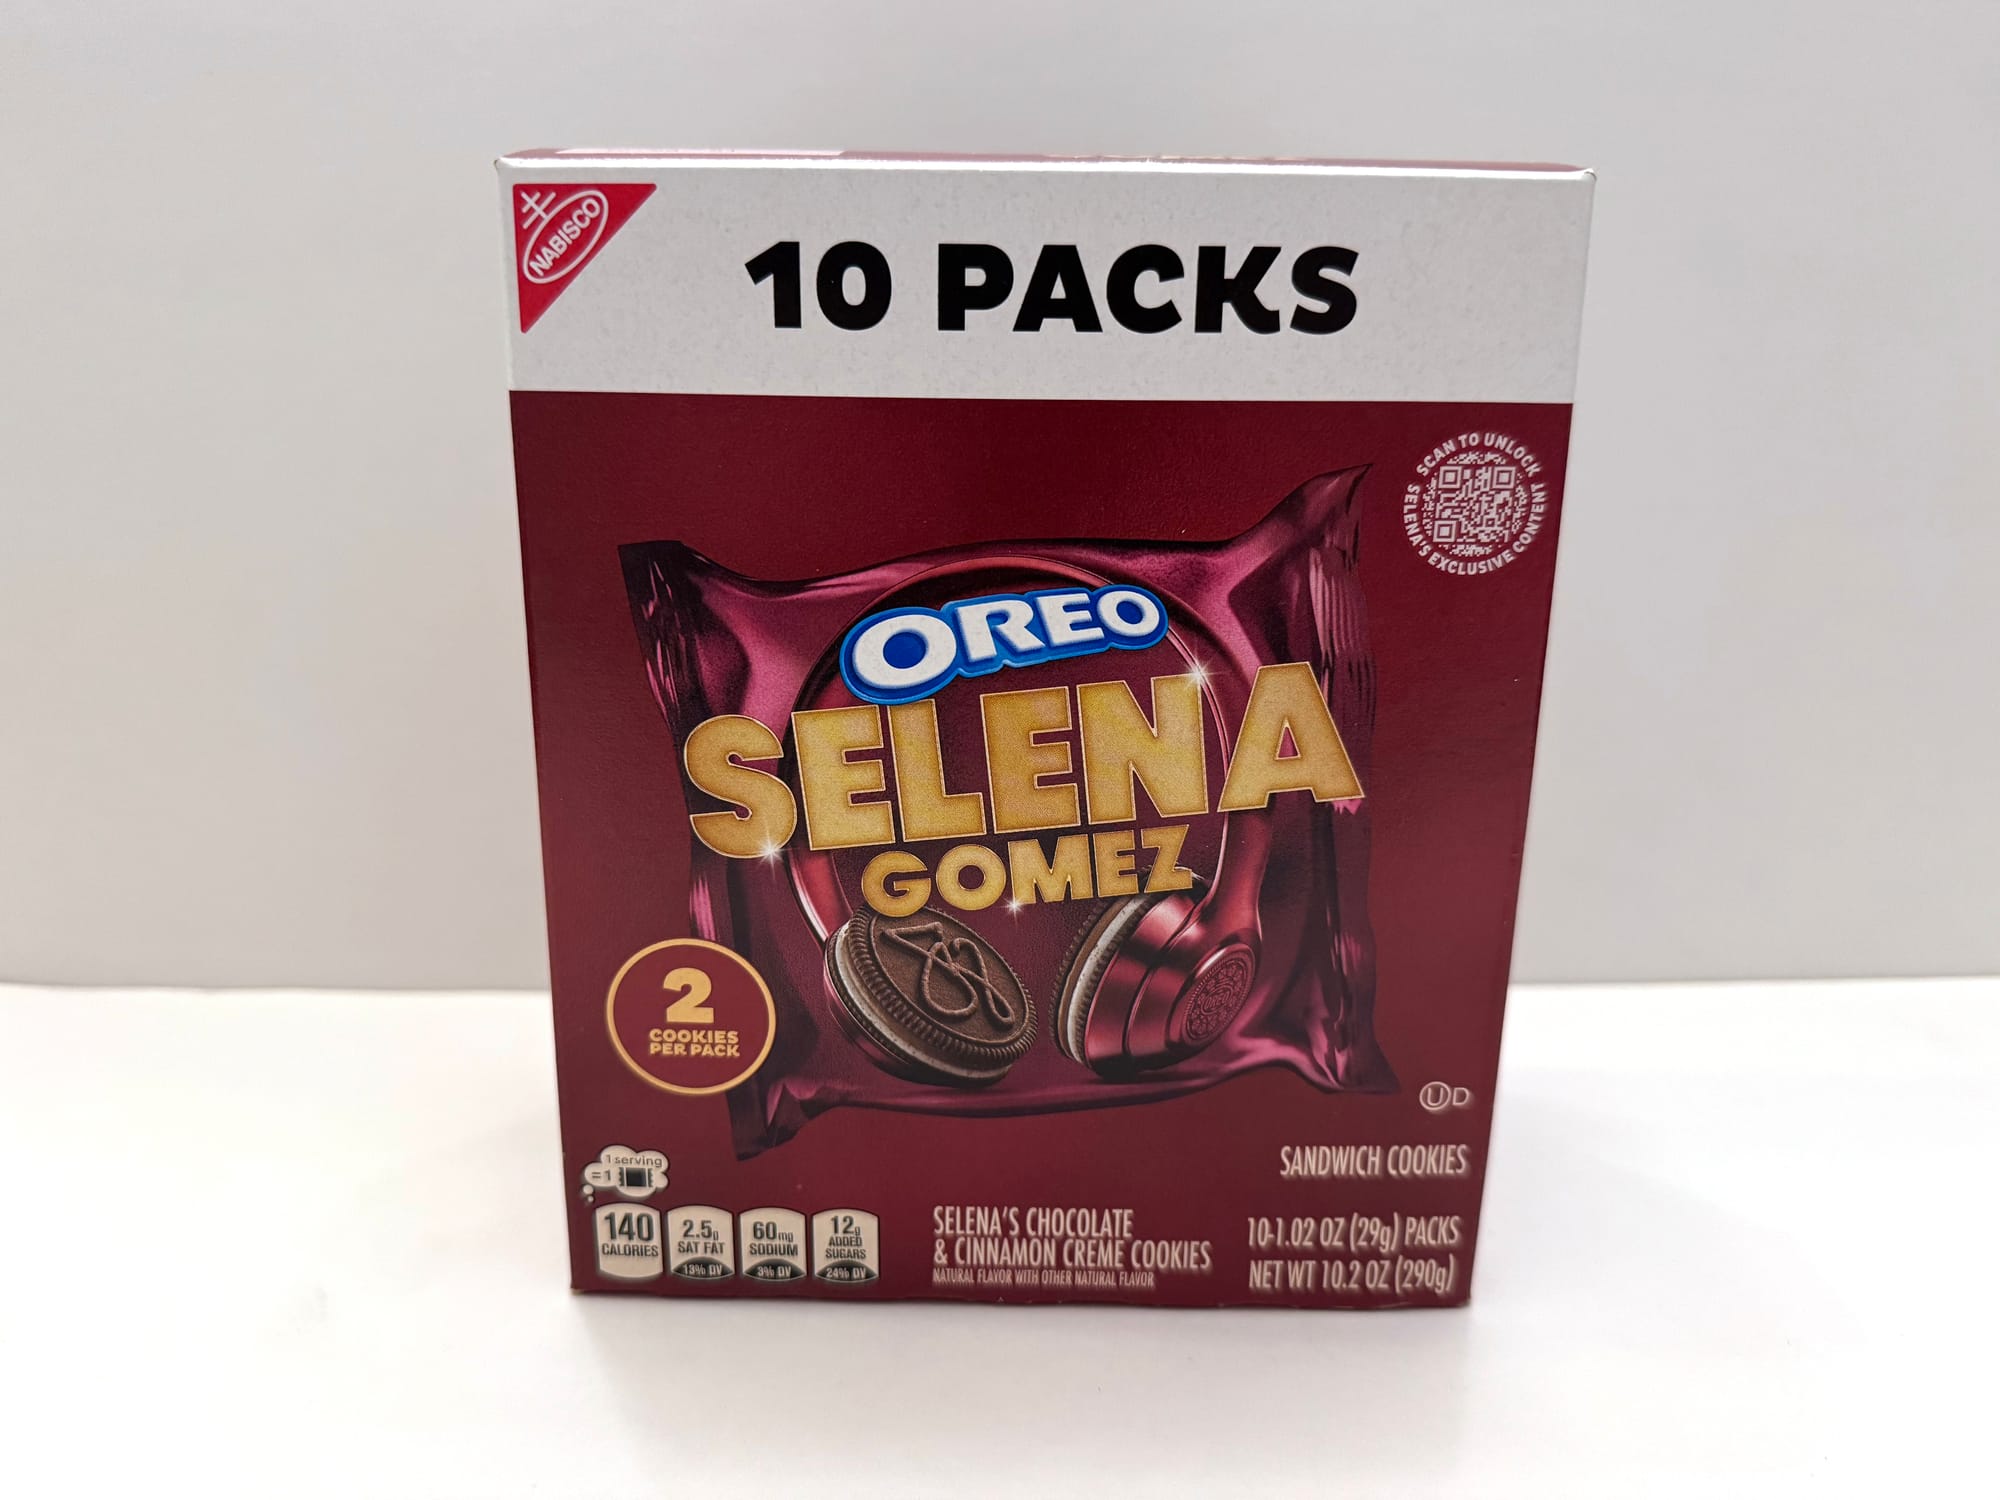 NABISCO
10 PACKS
SCAN TO UNLOCK
SELENA'S EXCLUSIVE CONTENT
OREO
SELENA
GOMEZ
OREO
2
COOKIES
PER PACK
UD
1 serving
=1
SANDWICH COOKIES
140
CALORIES
2.5g
SAT FAT
13% DV
60mg
SODIUM
3% DV
12g
ADDED
SUGARS
24% DV
SELENA'S CHOCOLATE
& CINNAMON CREME COOKIES
NATURAL FLAVOR WITH OTHER NATURAL FLAVOR
10-1.02 OZ (29g) PACKS
NET WT 10.2 OZ (290g)